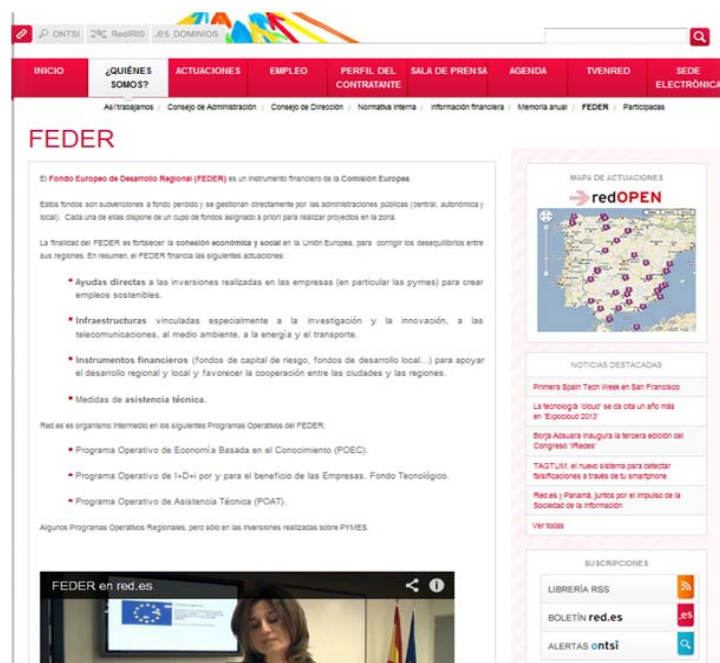 ONTSI RedIRIS .es DOMINIOS
INICIO ¿QUIÉNES SOMOS? ACTUACIONES EMPLEO PERFIL DEL CONTRATANTE SALA DE PRENSA AGENDA TVENRED SEDE ELECTRÓNICA
Así trabajamos / Consejo de Administración / Consejo de Dirección / Normativa interna / Información financiera / Memoria anual / FEDER / Participadas
FEDER
El Fondo Europeo de Desarrollo Regional (FEDER) es un instrumento financiero de la Comisión Europea.
Estos fondos son subvenciones a fondo perdido y se gestionan directamente por las administraciones públicas (central, autonómica y
local). Cada una de ellas dispone de un cupo de fondos asignado a priori para realizar proyectos en la zona.
La finalidad del FEDER es fortalecer la cohesión económica y social en la Unión Europea, para corregir los desequilibrios entre
sus regiones. En resumen, el FEDER financia las siguientes actuaciones:
Ayudas directas a las inversiones realizadas en las empresas (en particular las pymes) para crear
empleos sostenibles.
Infraestructuras vinculadas especialmente a la investigación y la innovación, a las
telecomunicaciones, al medio ambiente, a la energía y el transporte.
Instrumentos financieros (fondos de capital de riesgo, fondos de desarrollo local...) para apoyar
el desarrollo regional y local y favorecer la cooperación entre las ciudades y las regiones.
Medidas de asistencia técnica.
Red.es es organismo intermedio en los siguientes Programas Operativos del FEDER:
Programa Operativo de Economía Basada en el Conocimiento (POEC).
Programa Operativo de I+D+i por y para el beneficio de las Empresas. Fondo Tecnológico.
Programa Operativo de Asistencia Técnica (POAT).
Algunos Programas Operativos Regionales, pero sólo en las inversiones realizadas sobre PYMES.
FEDER en red.es
MAPA DE ACTUACIONES
redOPEN
NOTICIAS DESTACADAS
Primera Spain Tech Week en San Francisco
La tecnología 'cloud' se da cita un año más
en 'Expocloud 2013'
Borja Adsuara inaugura la tercera edición del
Congreso 'iRedes'
TAGTUM, el nuevo sistema para detectar
falsificaciones a través de tu smartphone
Red.es y Panamá, juntos por el impulso de la
Sociedad de la Información
Ver todas
SUSCRIPCIONES
LIBRERÍA RSS
BOLETÍN red.es .es
ALERTAS ontsi